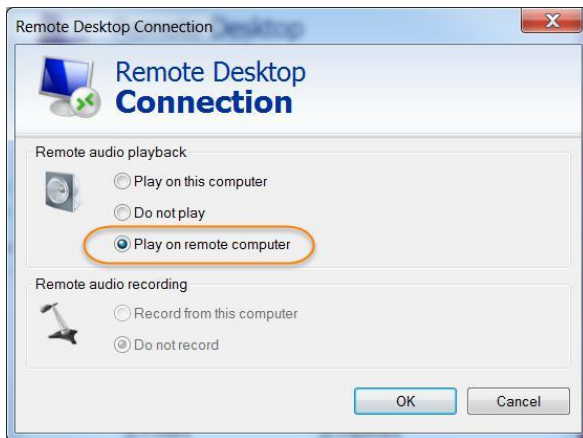 Remote Desktop Connection
Remote Desktop
Connection
Remote audio playback
Play on this computer
Do not play
Play on remote computer
Remote audio recording
Record from this computer
Do not record
OK
Cancel